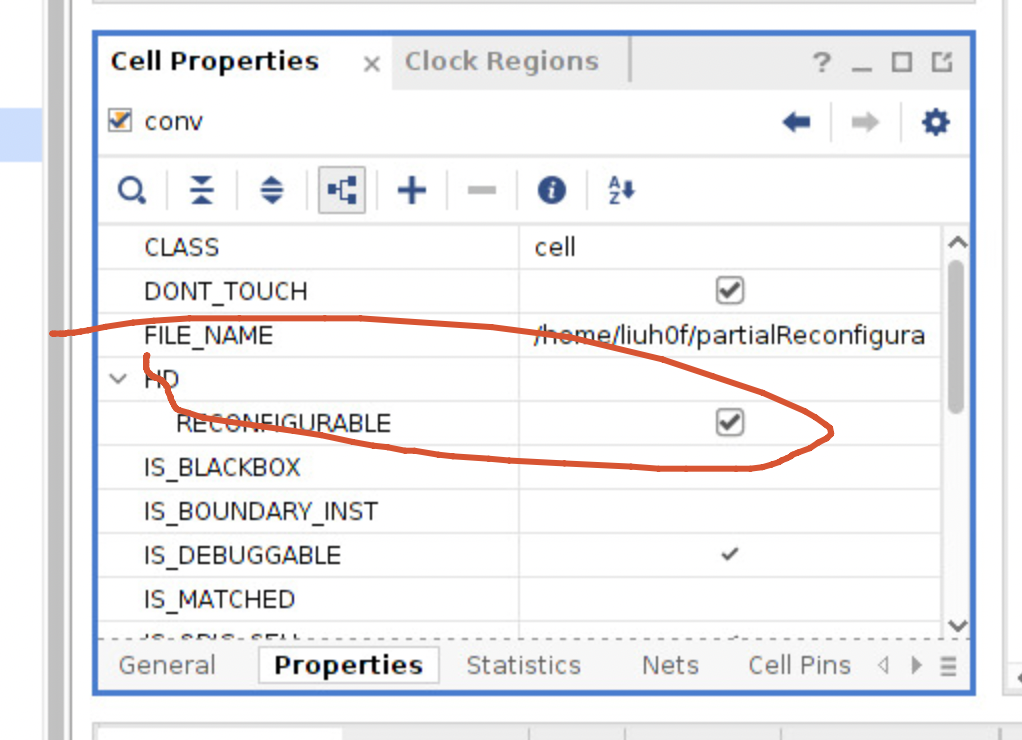 Cell Properties × Clock Regions ? _
conv
CLASS cell
DONT_TOUCH
FILE_NAME /home/liuh0f/partialReconfigura
HD
RECONFIGURABLE
IS_BLACKBOX
IS_BOUNDARY_INST
IS_DEBUGGABLE
IS_MATCHED
General Properties Statistics Nets Cell Pins